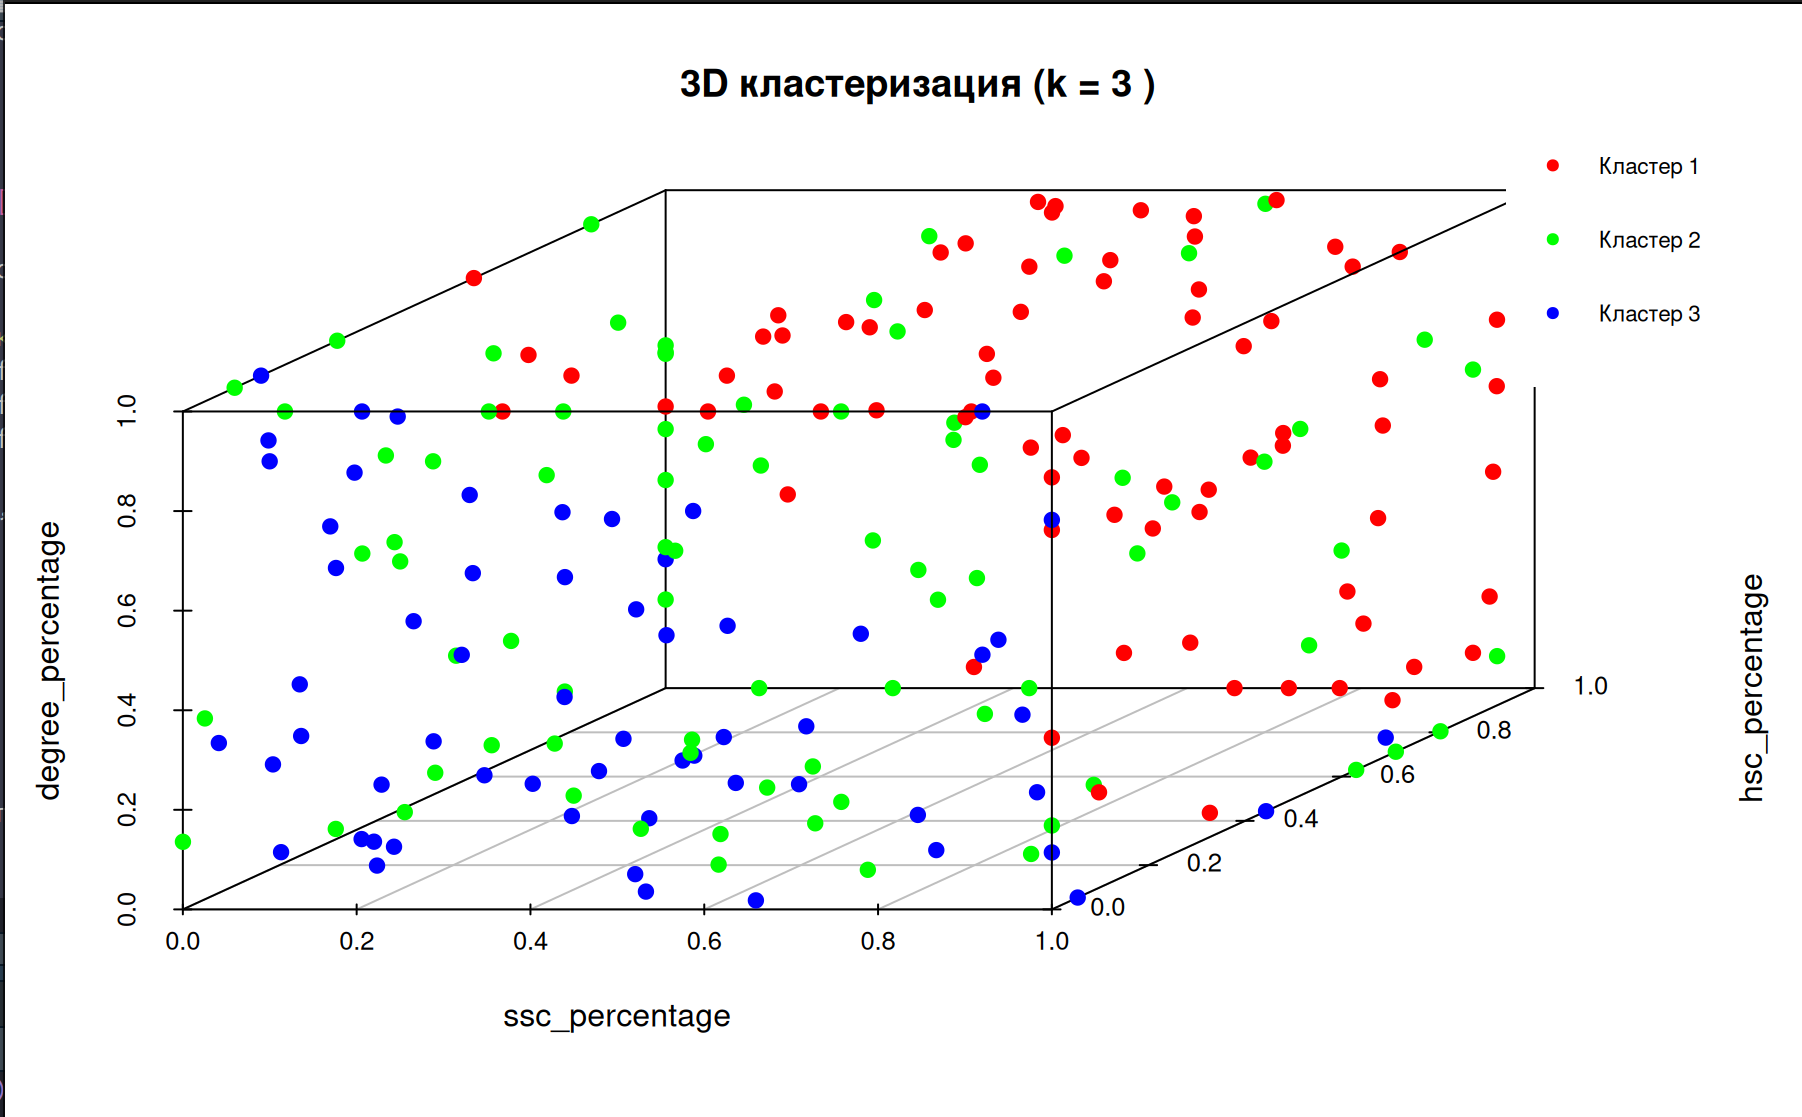 3D кластеризация (k = 3 )
Кластер 1
Кластер 2
Кластер 3
degree_percentage
0.0 0.2 0.4 0.6 0.8 1.0
0.0 0.2 0.4 0.6 0.8 1.0
ssc_percentage
0.0 0.2 0.4 0.6 0.8 1.0
hsc_percentage